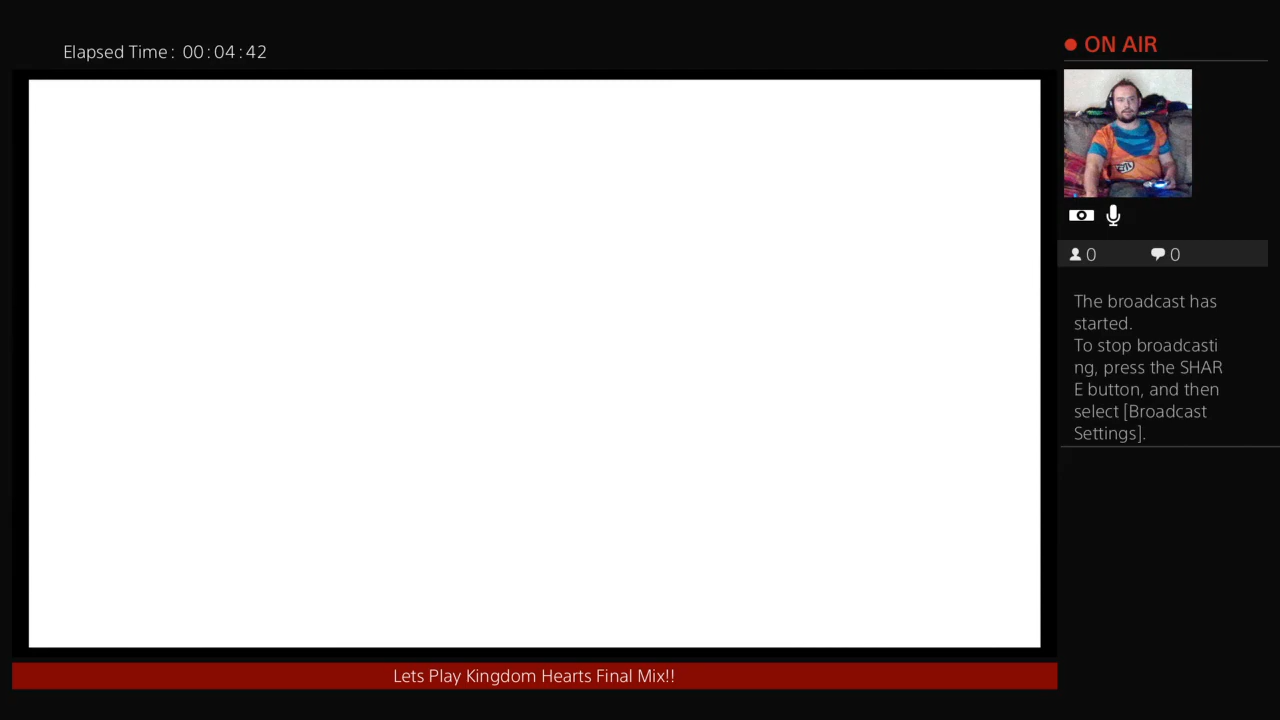 Elapsed Time: 00:04:42
ON AIR
0 0
The broadcast has
started.
To stop broadcasti
ng, press the SHAR
E button, and then
select [Broadcast
Settings].
Lets Play Kingdom Hearts Final Mix!!